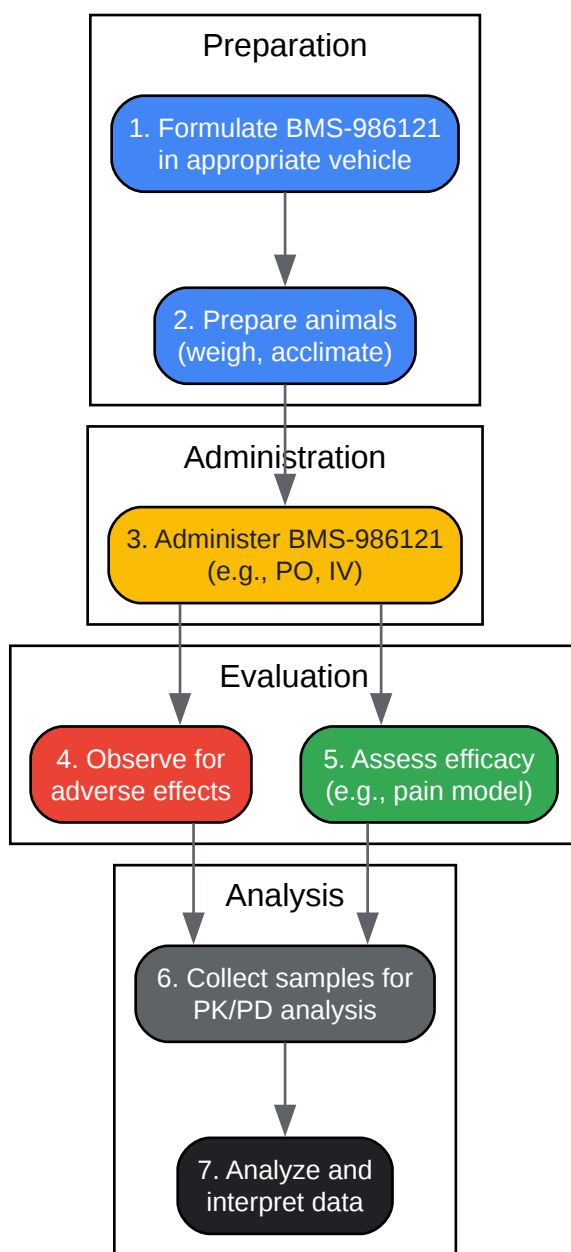 Preparation
1. Formulate BMS-986121
in appropriate vehicle
2. Prepare animals
(weigh, acclimate)
Administration
3. Administer BMS-986121
(e.g., PO, IV)
Evaluation
4. Observe for
adverse effects
5. Assess efficacy
(e.g., pain model)
Analysis
6. Collect samples for
PK/PD analysis
7. Analyze and
interpret data